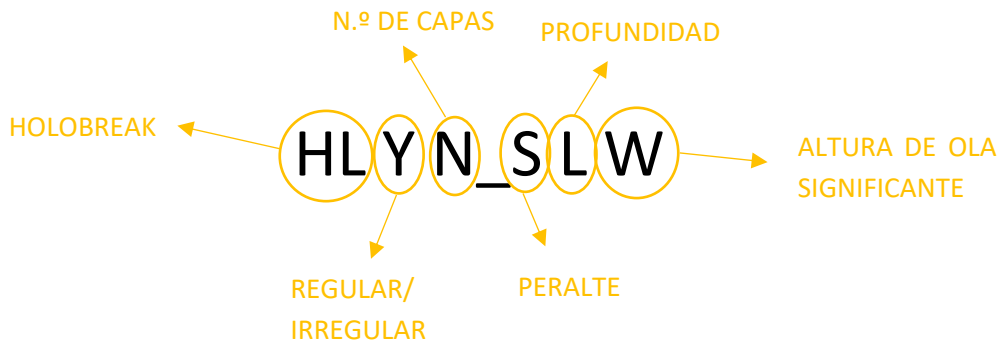 N.º DE CAPAS
PROFUNDIDAD
HOLOBREAK
HLYN_SLW
ALTURA DE OLA
SIGNIFICANTE
REGULAR/
IRREGULAR
PERALTE